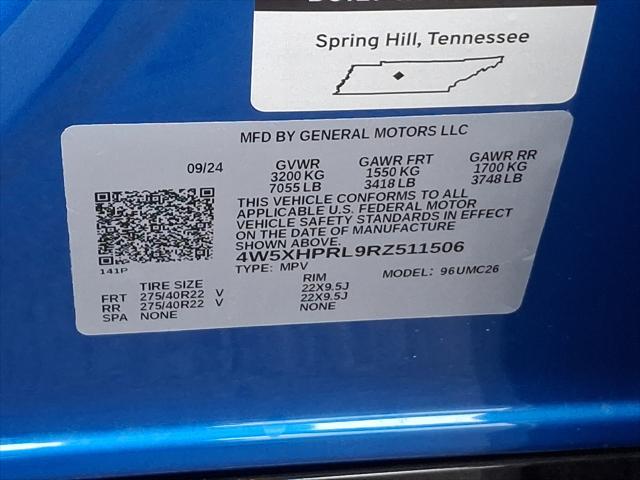 Spring Hill, Tennessee
MFD BY GENERAL MOTORS LLC
09/24 GVWR GAWR FRT GAWR RR
3200 KG 1550 KG 1700 KG
7055 LB 3418 LB 3748 LB
THIS VEHICLE CONFORMS TO ALL
APPLICABLE U.S. FEDERAL MOTOR
VEHICLE SAFETY STANDARDS IN EFFECT
ON THE DATE OF MANUFACTURE
SHOWN ABOVE.
4W5XHPRL9RZ511506
141P TYPE: MPV MODEL: 96UMC26
TIRE SIZE RIM
FRT 275/40R22 V 22X9.5J
RR 275/40R22 V 22X9.5J
SPA NONE NONE